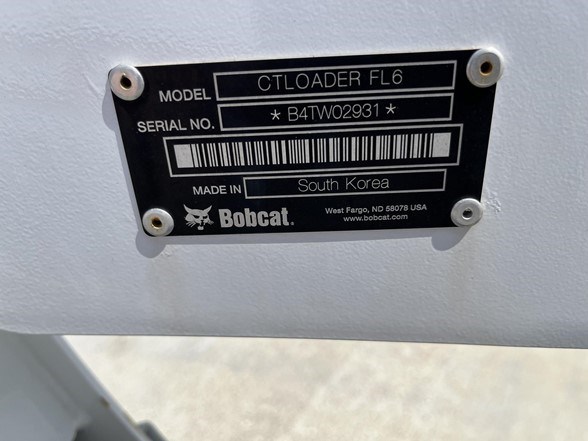 MODEL CTLOADER FL6
SERIAL NO. * B4TW02931 *
MADE IN South Korea
Bobcat.
West Fargo, ND 58078 USA
www.bobcat.com